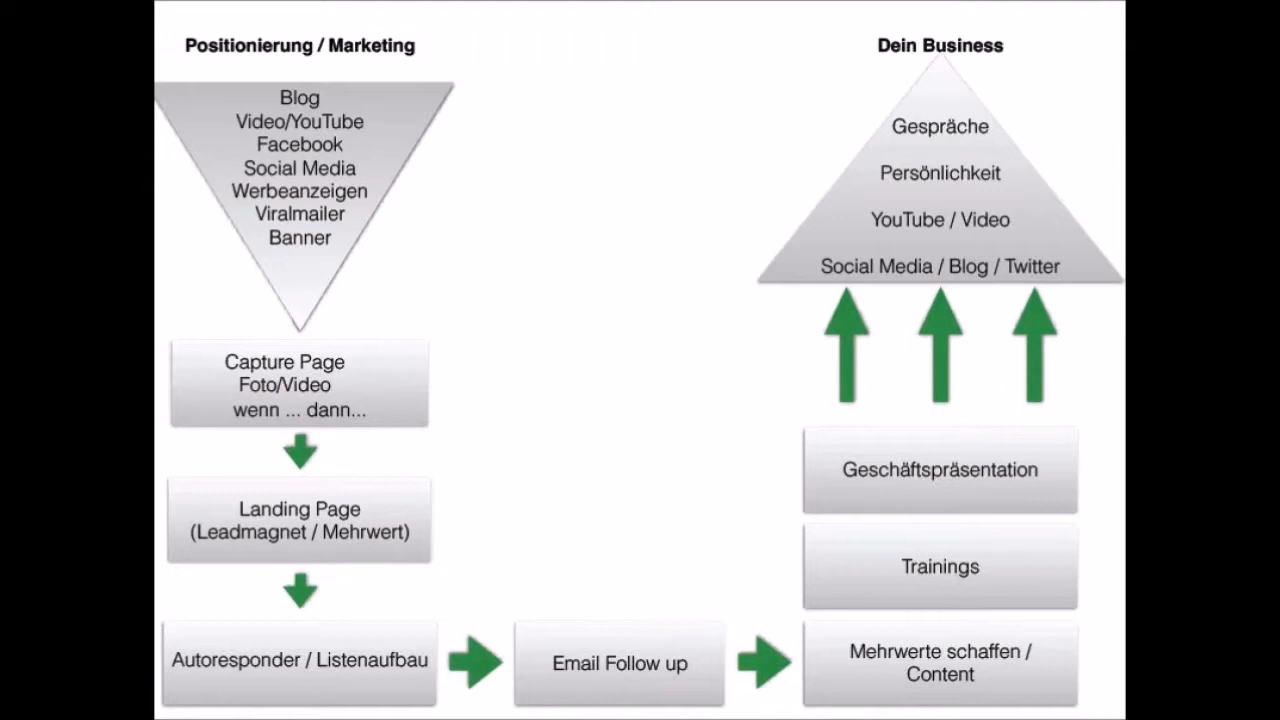 Positionierung / Marketing
Blog
Video/YouTube
Facebook
Social Media
Werbeanzeigen
Viralmailer
Banner
Capture Page
Foto/Video
wenn ... dann...
Landing Page
(Leadmagnet / Mehrwert)
Autoresponder / Listenaufbau
Email Follow up
Dein Business
Gespräche
Persönlichkeit
YouTube / Video
Social Media / Blog / Twitter
Geschäftspräsentation
Trainings
Mehrwerte schaffen /
Content